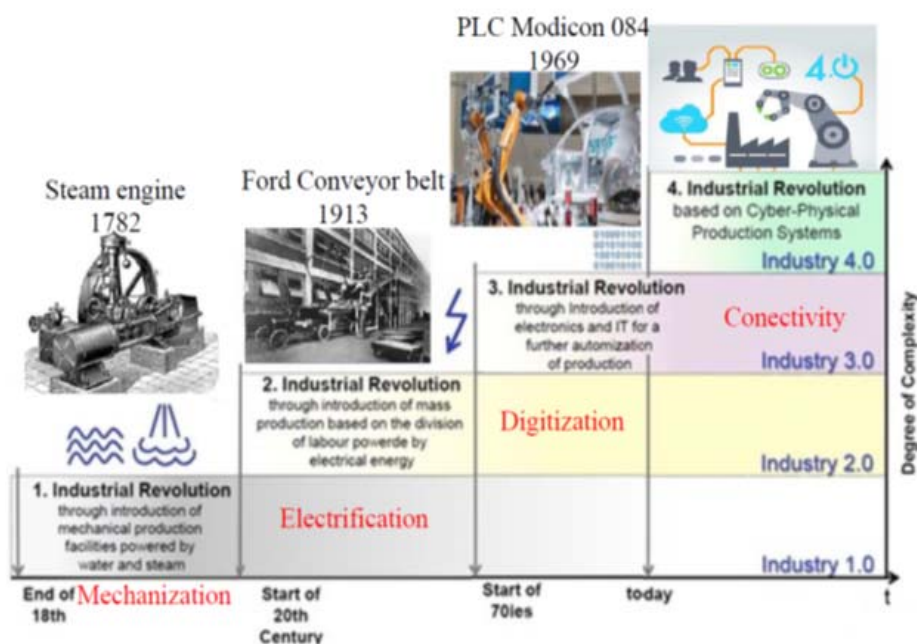 PLC Modicon 084
1969
4.0
Steam engine
1782
Ford Conveyor belt
1913
4. Industrial Revolution
based on Cyber-Physical
Production Systems
Industry 4.0
3. Industrial Revolution
through Introduction of
electronics and IT for a
further automization
of production
Conectivity
Industry 3.0
2. Industrial Revolution
through introduction of mass
production based on the division
of labour powerde by
electrical energy
Digitization
Industry 2.0
1. Industrial Revolution
through introduction of
mechanical production
facilities powered by
water and steam
Electrification
Industry 1.0
Degree of Complexity
End of
18th
Mechanization
Start of
20th
Century
Start of
70ies
today
t